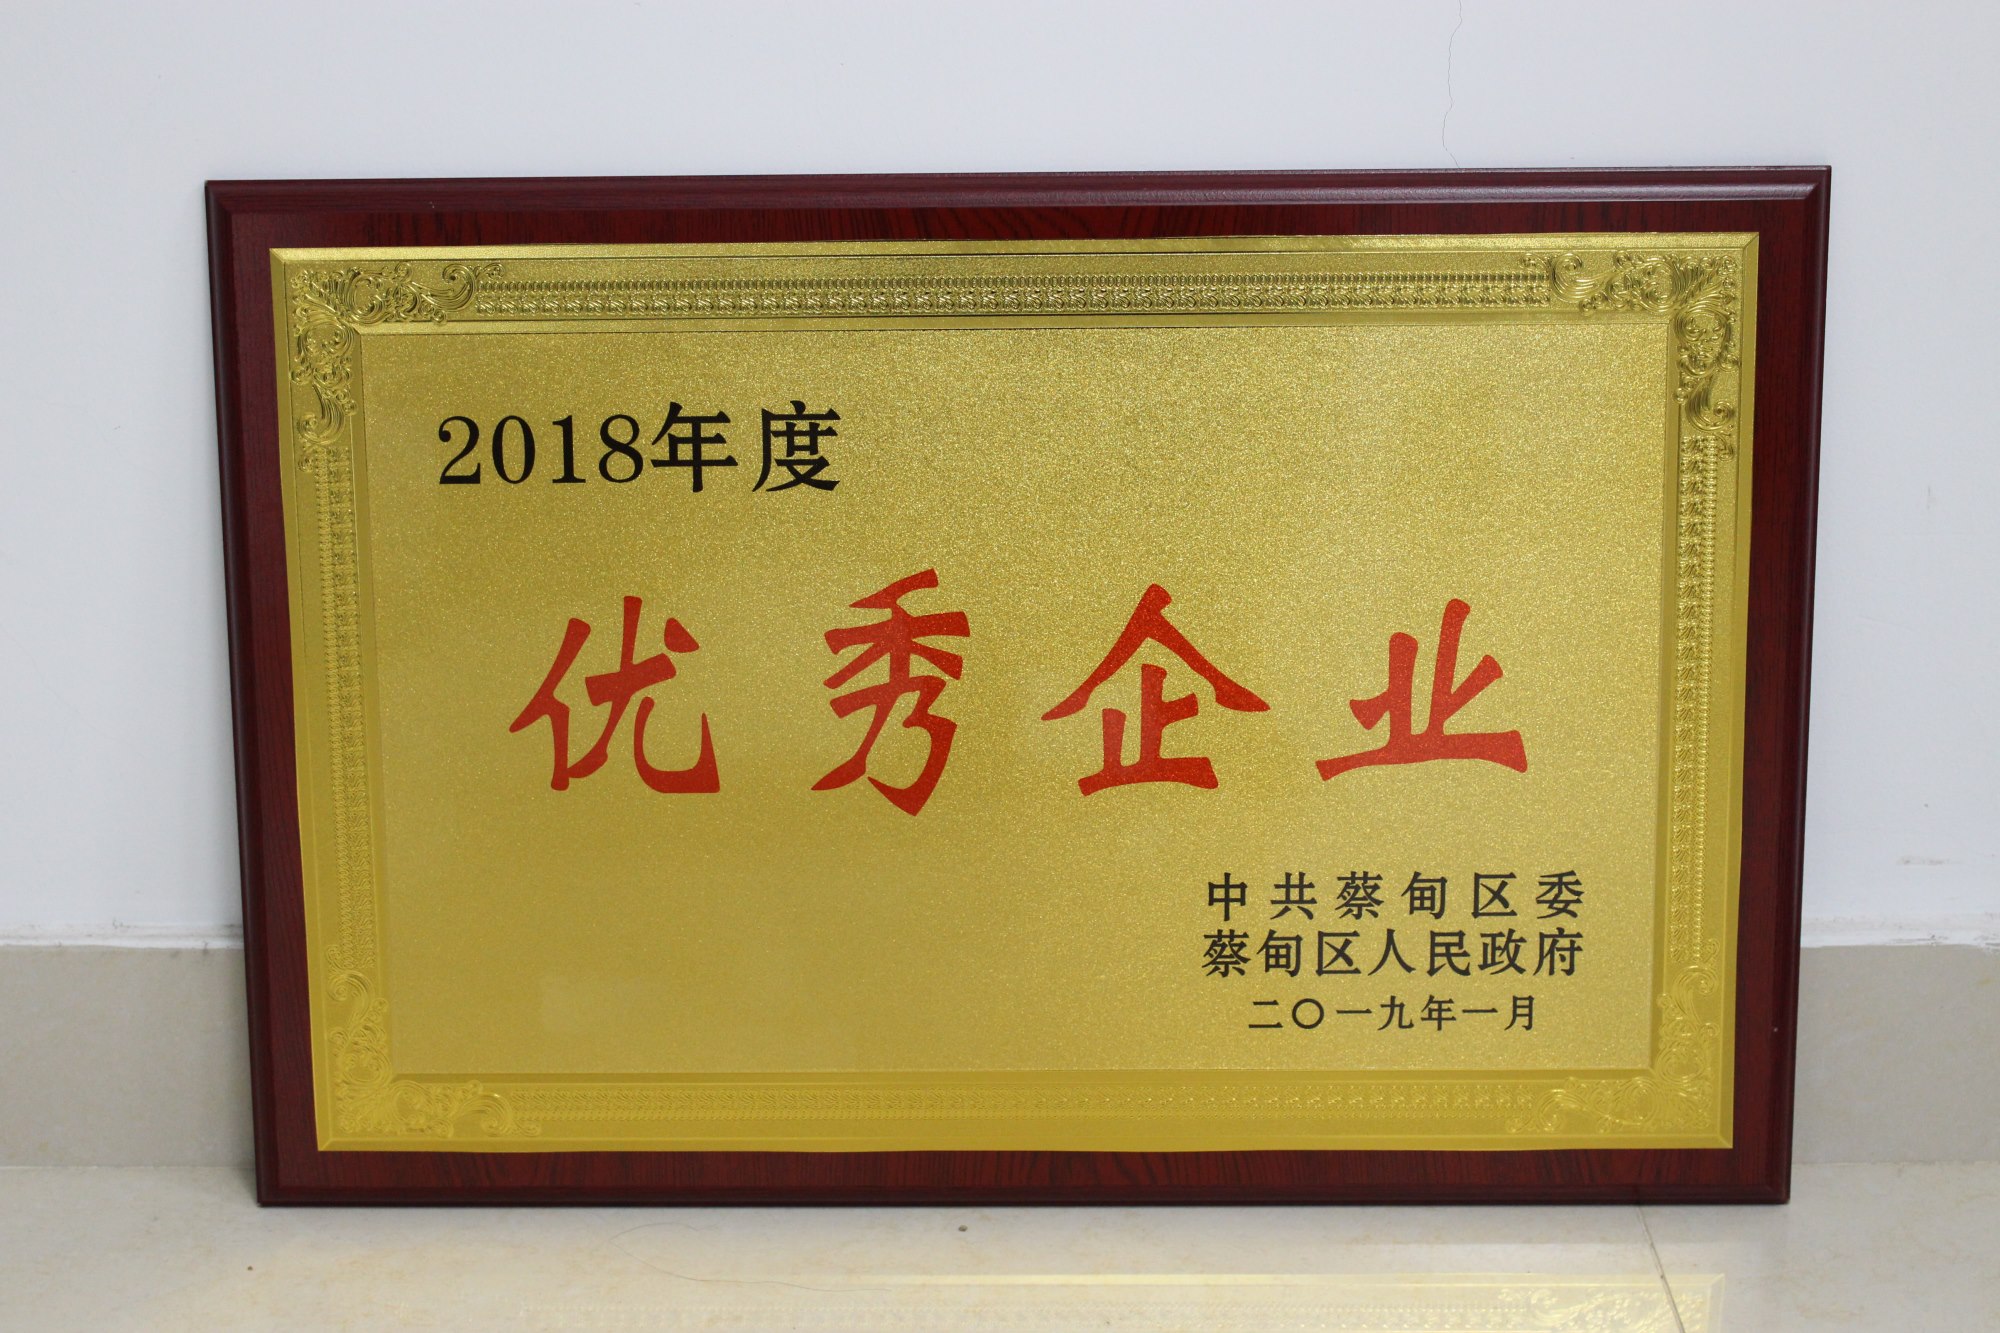 2018年度
优秀企业
中共蔡甸区委
蔡甸区人民政府
二〇一九年一月